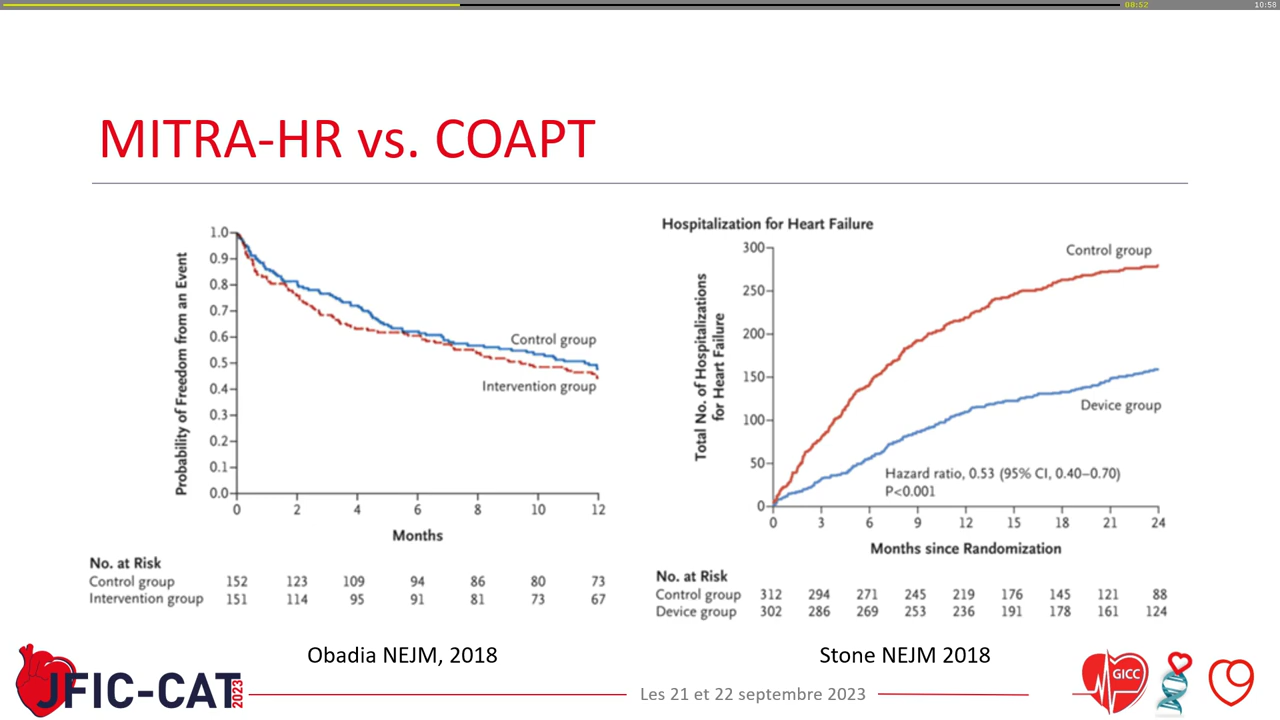 08:52
10:58
MITRA-HR vs. COAPT
Probability of Freedom from an Event
1.0
0.9
0.8
0.7
0.6
0.5
0.4
0.3
0.2
0.1
0.0
Control group
Intervention group
0 2 4 6 8 10 12
Months
No. at Risk
Control group 152 123 109 94 86 80 73
Intervention group 151 114 95 91 81 73 67
Obadia NEJM, 2018
Hospitalization for Heart Failure
Total No. of Hospitalizations
for Heart Failure
300
250
200
150
100
50
0
Control group
Device group
Hazard ratio, 0.53 (95% CI, 0.40–0.70)
P<0.001
0 3 6 9 12 15 18 21 24
Months since Randomization
No. at Risk
Control group 312 294 271 245 219 176 145 121 88
Device group 302 286 269 253 236 191 178 161 124
Stone NEJM 2018
JFIC-CAT 2023
Les 21 et 22 septembre 2023
GICC